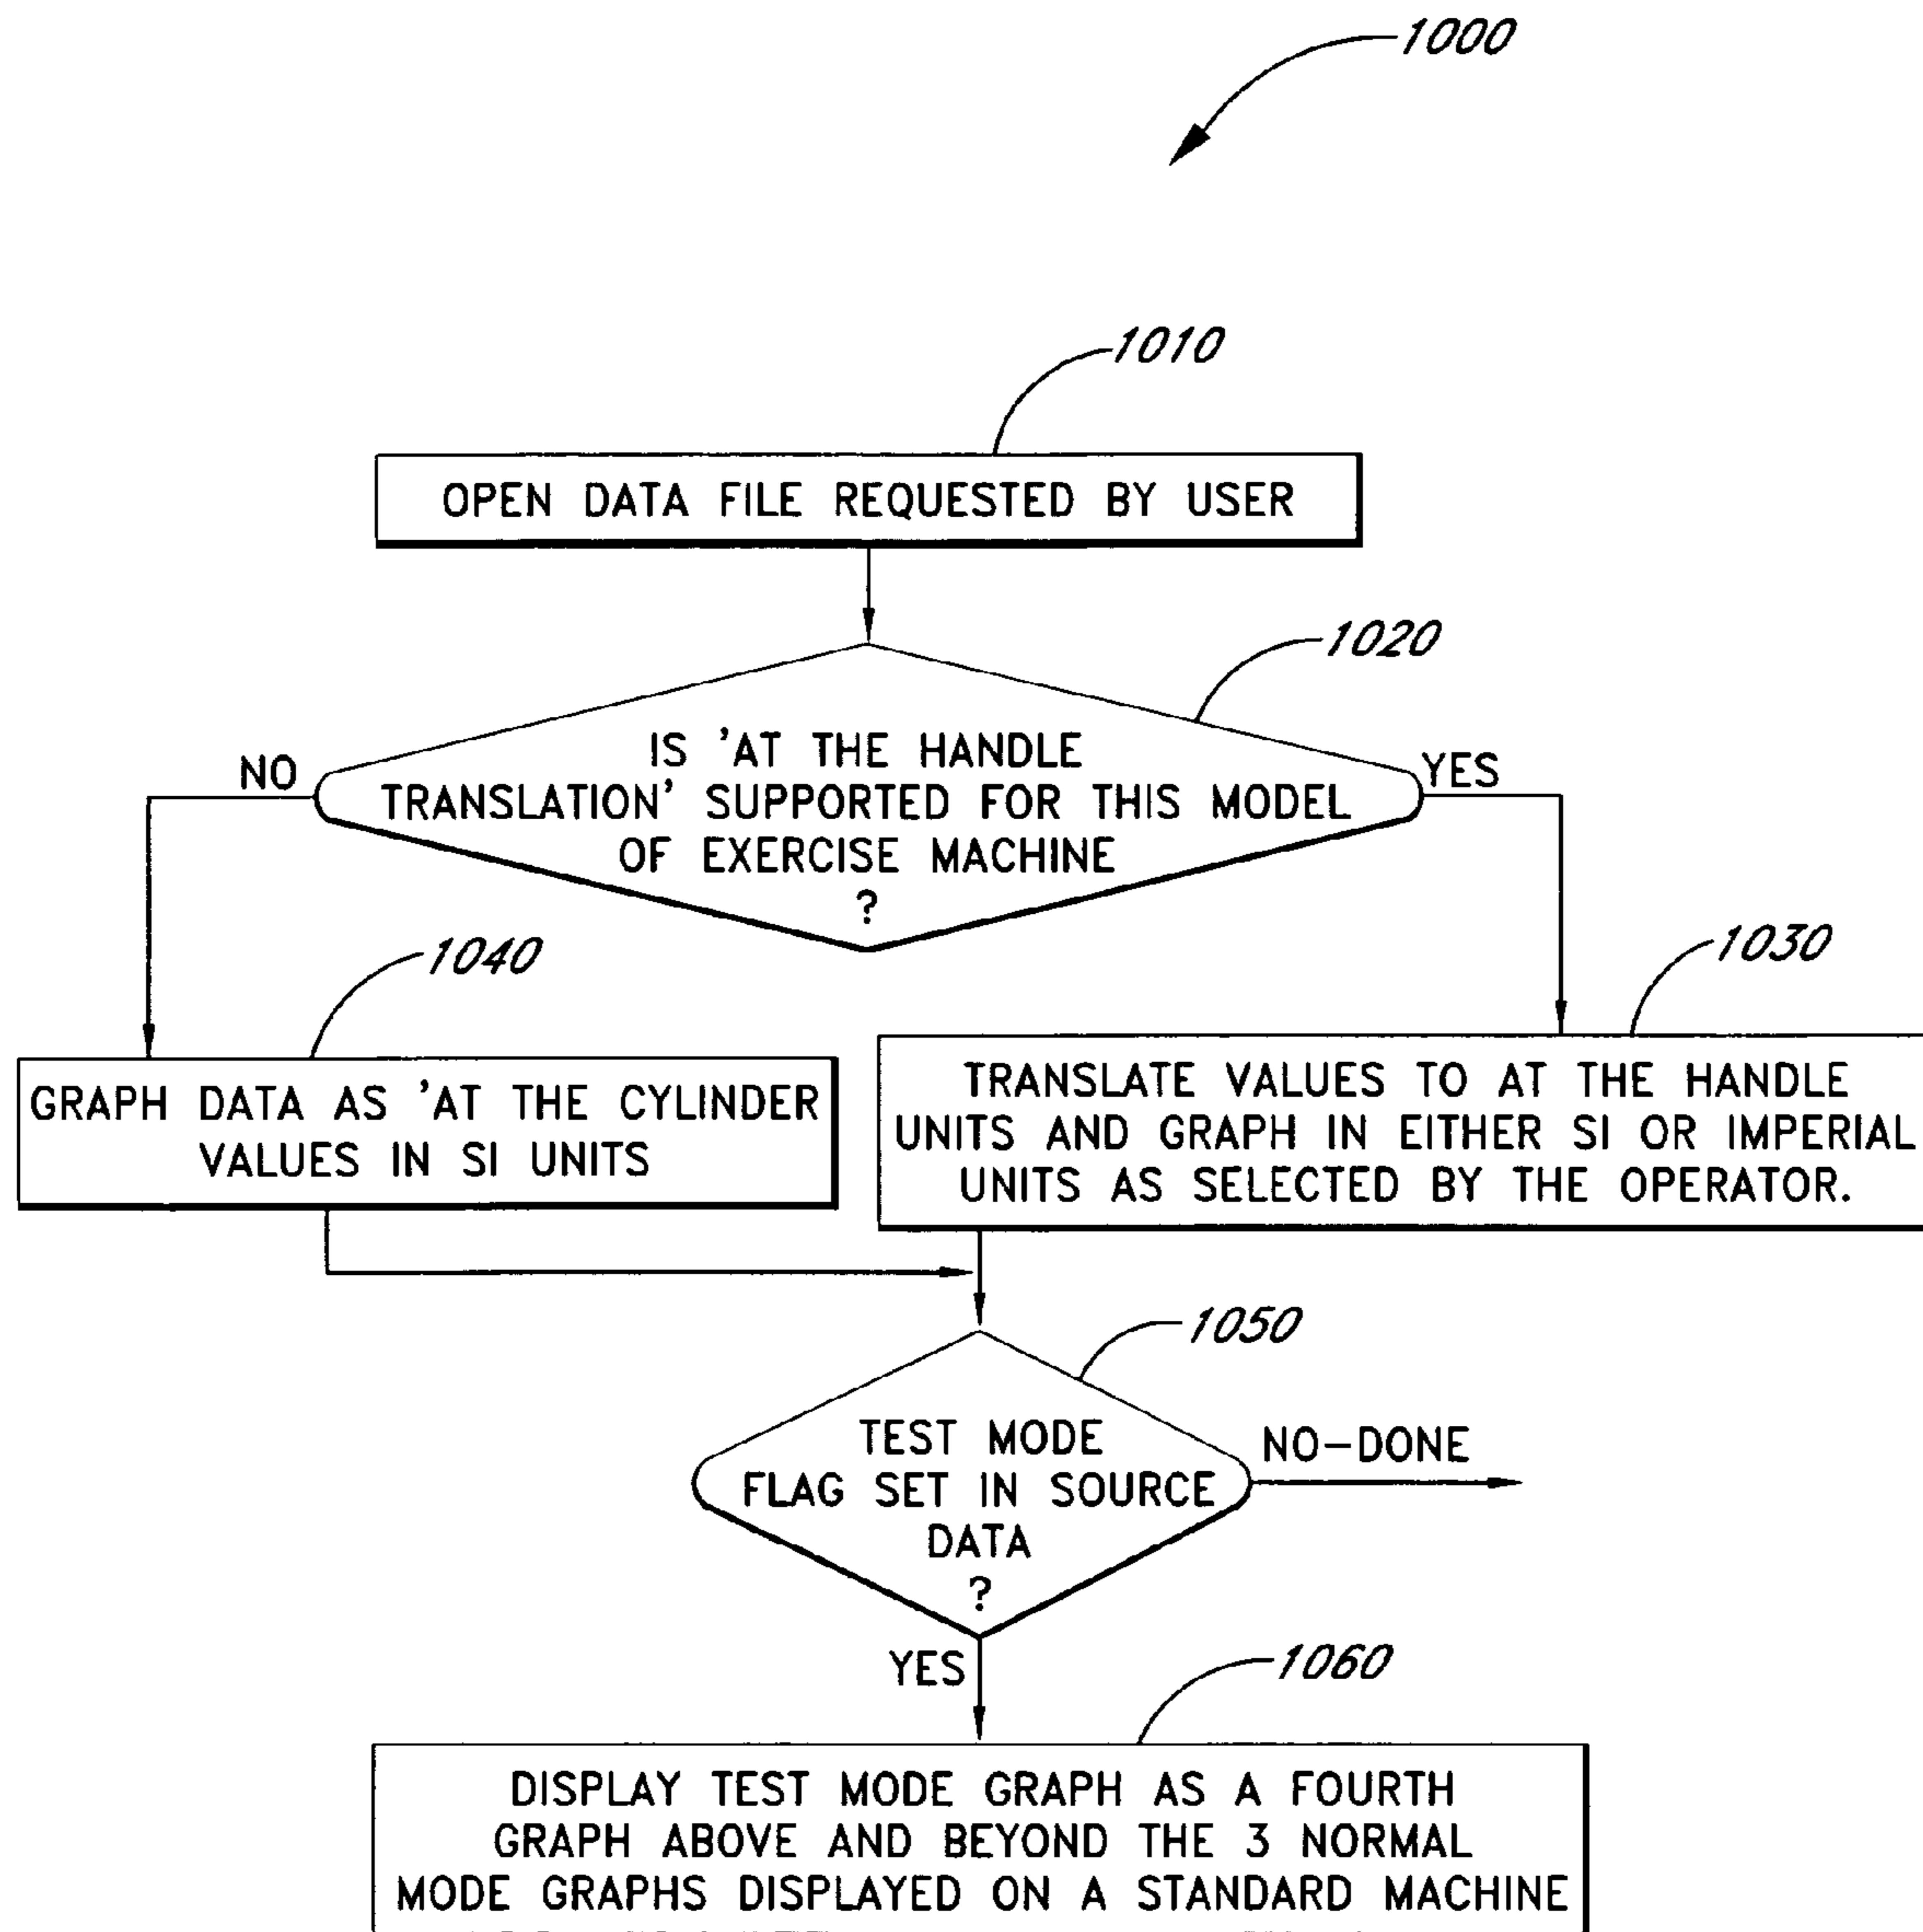 1000
1010
OPEN DATA FILE REQUESTED BY USER
1020
IS 'AT THE HANDLE
TRANSLATION' SUPPORTED FOR THIS MODEL
OF EXERCISE MACHINE
?
NO
YES
1040
1030
GRAPH DATA AS 'AT THE CYLINDER
VALUES IN SI UNITS
TRANSLATE VALUES TO AT THE HANDLE
UNITS AND GRAPH IN EITHER SI OR IMPERIAL
UNITS AS SELECTED BY THE OPERATOR.
1050
TEST MODE
FLAG SET IN SOURCE
DATA
?
NO-DONE
YES
1060
DISPLAY TEST MODE GRAPH AS A FOURTH
GRAPH ABOVE AND BEYOND THE 3 NORMAL
MODE GRAPHS DISPLAYED ON A STANDARD MACHINE